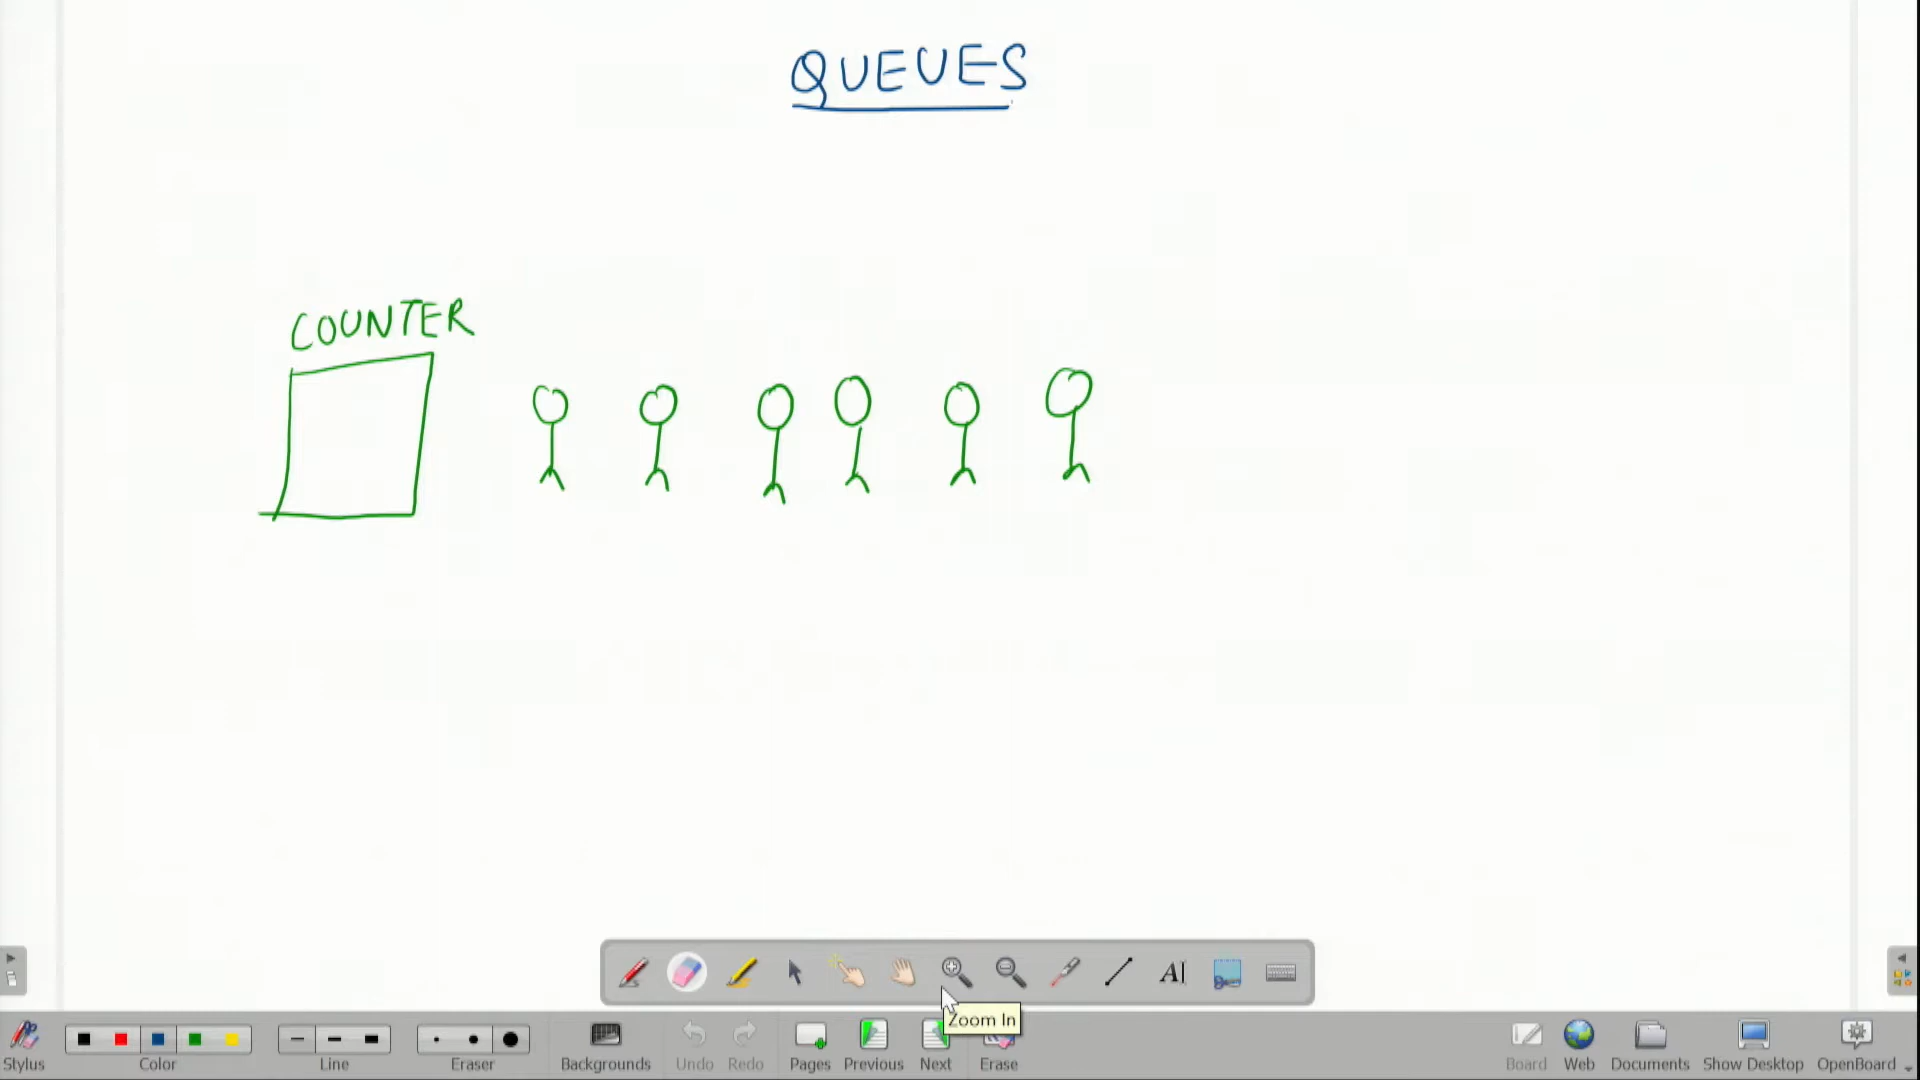 QUEUES
COUNTER
AI
Zoom In
Stylus
Color
Line
Eraser
Backgrounds
Undo
Redo
Pages
Previous
Next
Erase
Board
Web
Documents
Show Desktop
OpenBoard